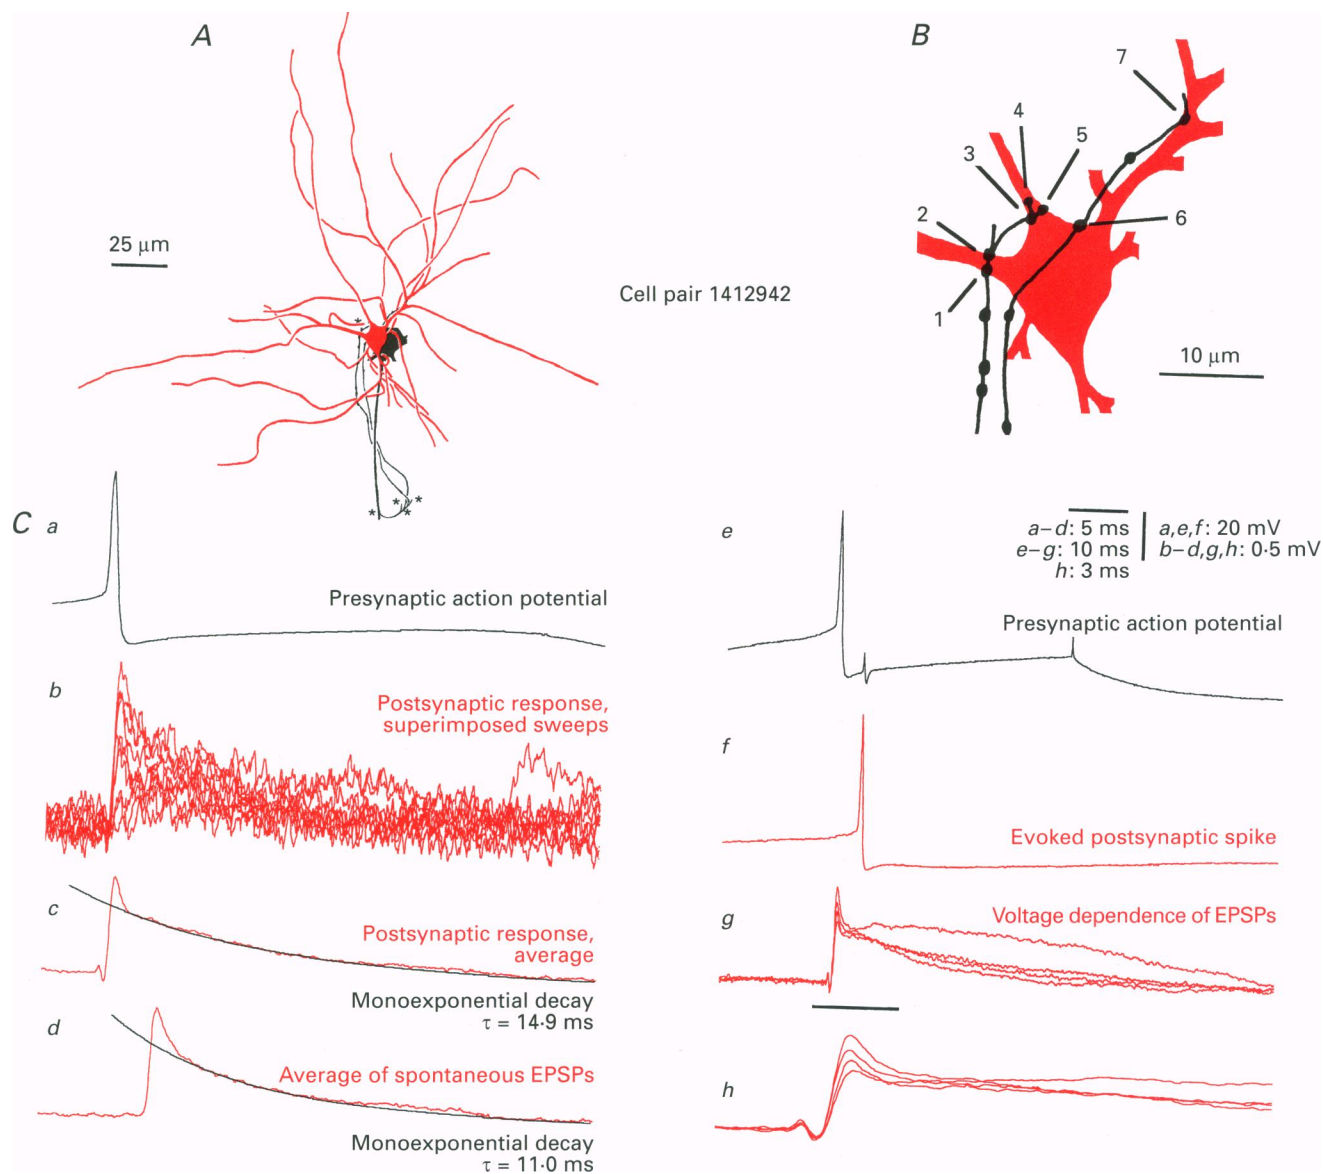 A
B
7
4
5
3
2
6
1
25 µm
Cell pair 1412942
10 µm
C
a
Presynaptic action potential
b
Postsynaptic response,
superimposed sweeps
c
Postsynaptic response,
average
Monoexponential decay
τ = 14·9 ms
d
Average of spontaneous EPSPs
Monoexponential decay
τ = 11·0 ms
e
a–d: 5 ms
e–g: 10 ms
h: 3 ms
a,e,f: 20 mV
b–d,g,h: 0·5 mV
Presynaptic action potential
f
Evoked postsynaptic spike
g
Voltage dependence of EPSPs
h